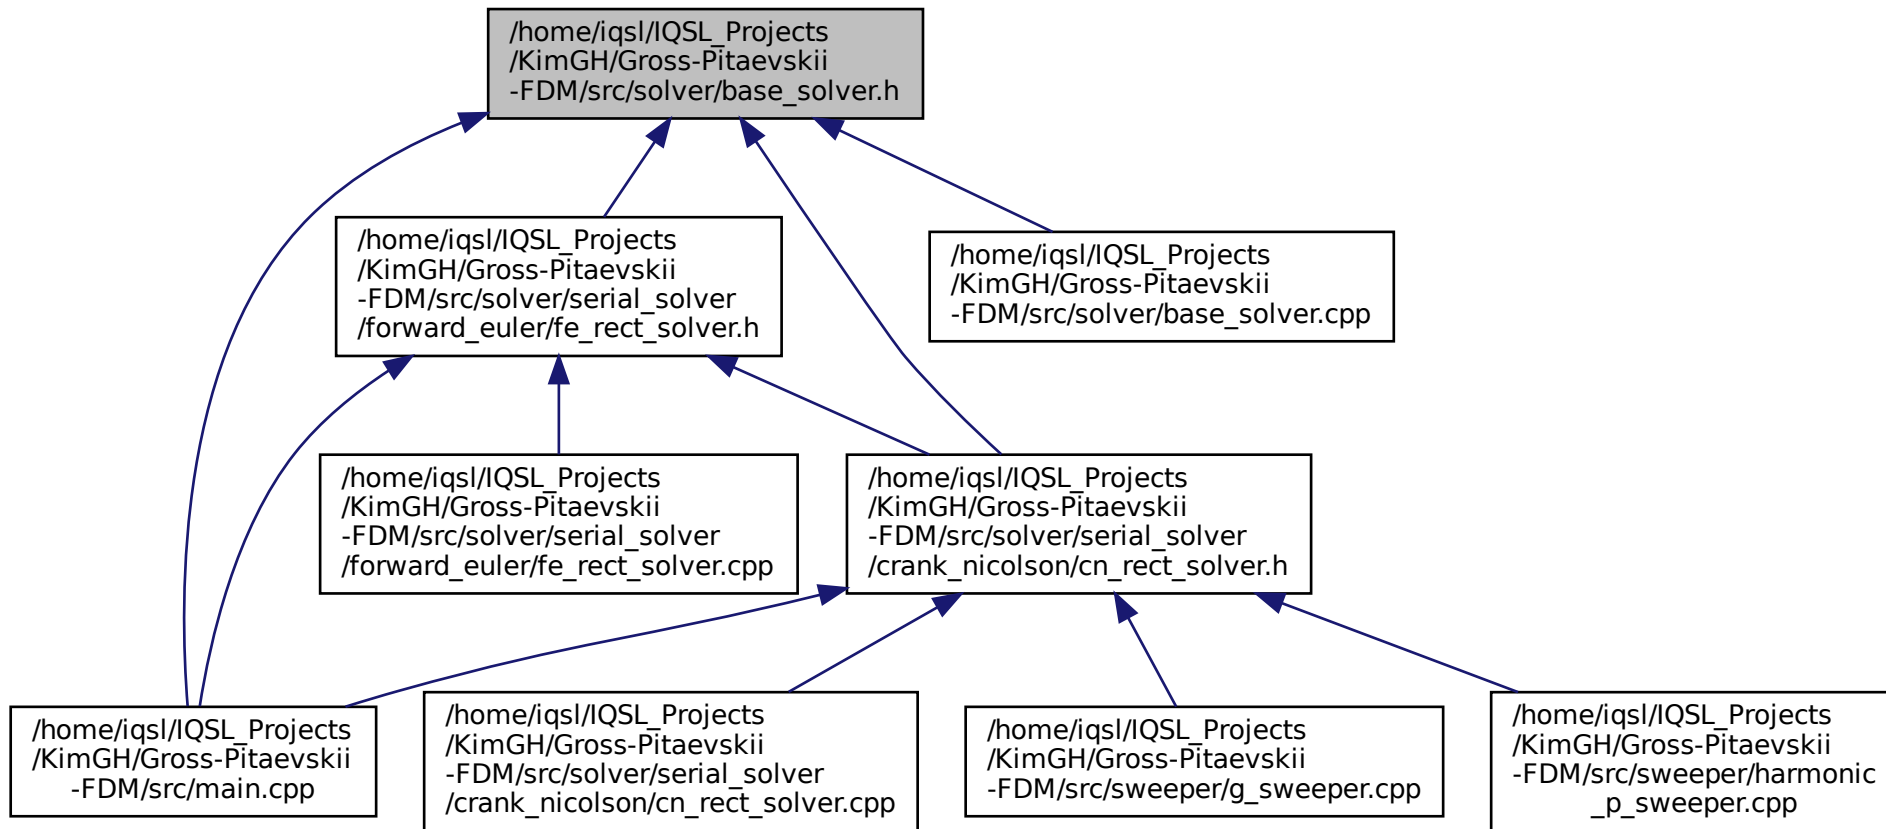 /home/iqsl/IQSL_Projects
/KimGH/Gross-Pitaevskii
-FDM/src/solver/base_solver.h
/home/iqsl/IQSL_Projects
/KimGH/Gross-Pitaevskii
-FDM/src/solver/serial_solver
/forward_euler/fe_rect_solver.h
/home/iqsl/IQSL_Projects
/KimGH/Gross-Pitaevskii
-FDM/src/solver/base_solver.cpp
/home/iqsl/IQSL_Projects
/KimGH/Gross-Pitaevskii
-FDM/src/solver/serial_solver
/forward_euler/fe_rect_solver.cpp
/home/iqsl/IQSL_Projects
/KimGH/Gross-Pitaevskii
-FDM/src/solver/serial_solver
/crank_nicolson/cn_rect_solver.h
/home/iqsl/IQSL_Projects
/KimGH/Gross-Pitaevskii
-FDM/src/main.cpp
/home/iqsl/IQSL_Projects
/KimGH/Gross-Pitaevskii
-FDM/src/solver/serial_solver
/crank_nicolson/cn_rect_solver.cpp
/home/iqsl/IQSL_Projects
/KimGH/Gross-Pitaevskii
-FDM/src/sweeper/g_sweeper.cpp
/home/iqsl/IQSL_Projects
/KimGH/Gross-Pitaevskii
-FDM/src/sweeper/harmonic
_p_sweeper.cpp